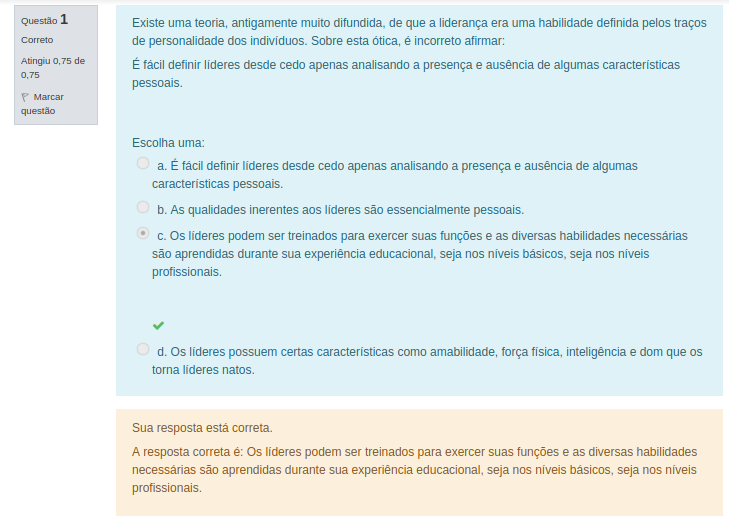 Questão 1
Correto
Atingiu 0,75 de
0,75
Marcar
questão
Existe uma teoria, antigamente muito difundida, de que a liderança era uma habilidade definida pelos traços
de personalidade dos indivíduos. Sobre esta ótica, é incorreto afirmar:
É fácil definir líderes desde cedo apenas analisando a presença e ausência de algumas características
pessoais.
Escolha uma:
a. É fácil definir líderes desde cedo apenas analisando a presença e ausência de algumas
características pessoais.
b. As qualidades inerentes aos líderes são essencialmente pessoais.
c. Os líderes podem ser treinados para exercer suas funções e as diversas habilidades necessárias
são aprendidas durante sua experiência educacional, seja nos níveis básicos, seja nos níveis
profissionais.
d. Os líderes possuem certas características como amabilidade, força física, inteligência e dom que os
torna líderes natos.
Sua resposta está correta.
A resposta correta é: Os líderes podem ser treinados para exercer suas funções e as diversas habilidades
necessárias são aprendidas durante sua experiência educacional, seja nos níveis básicos, seja nos níveis
profissionais.